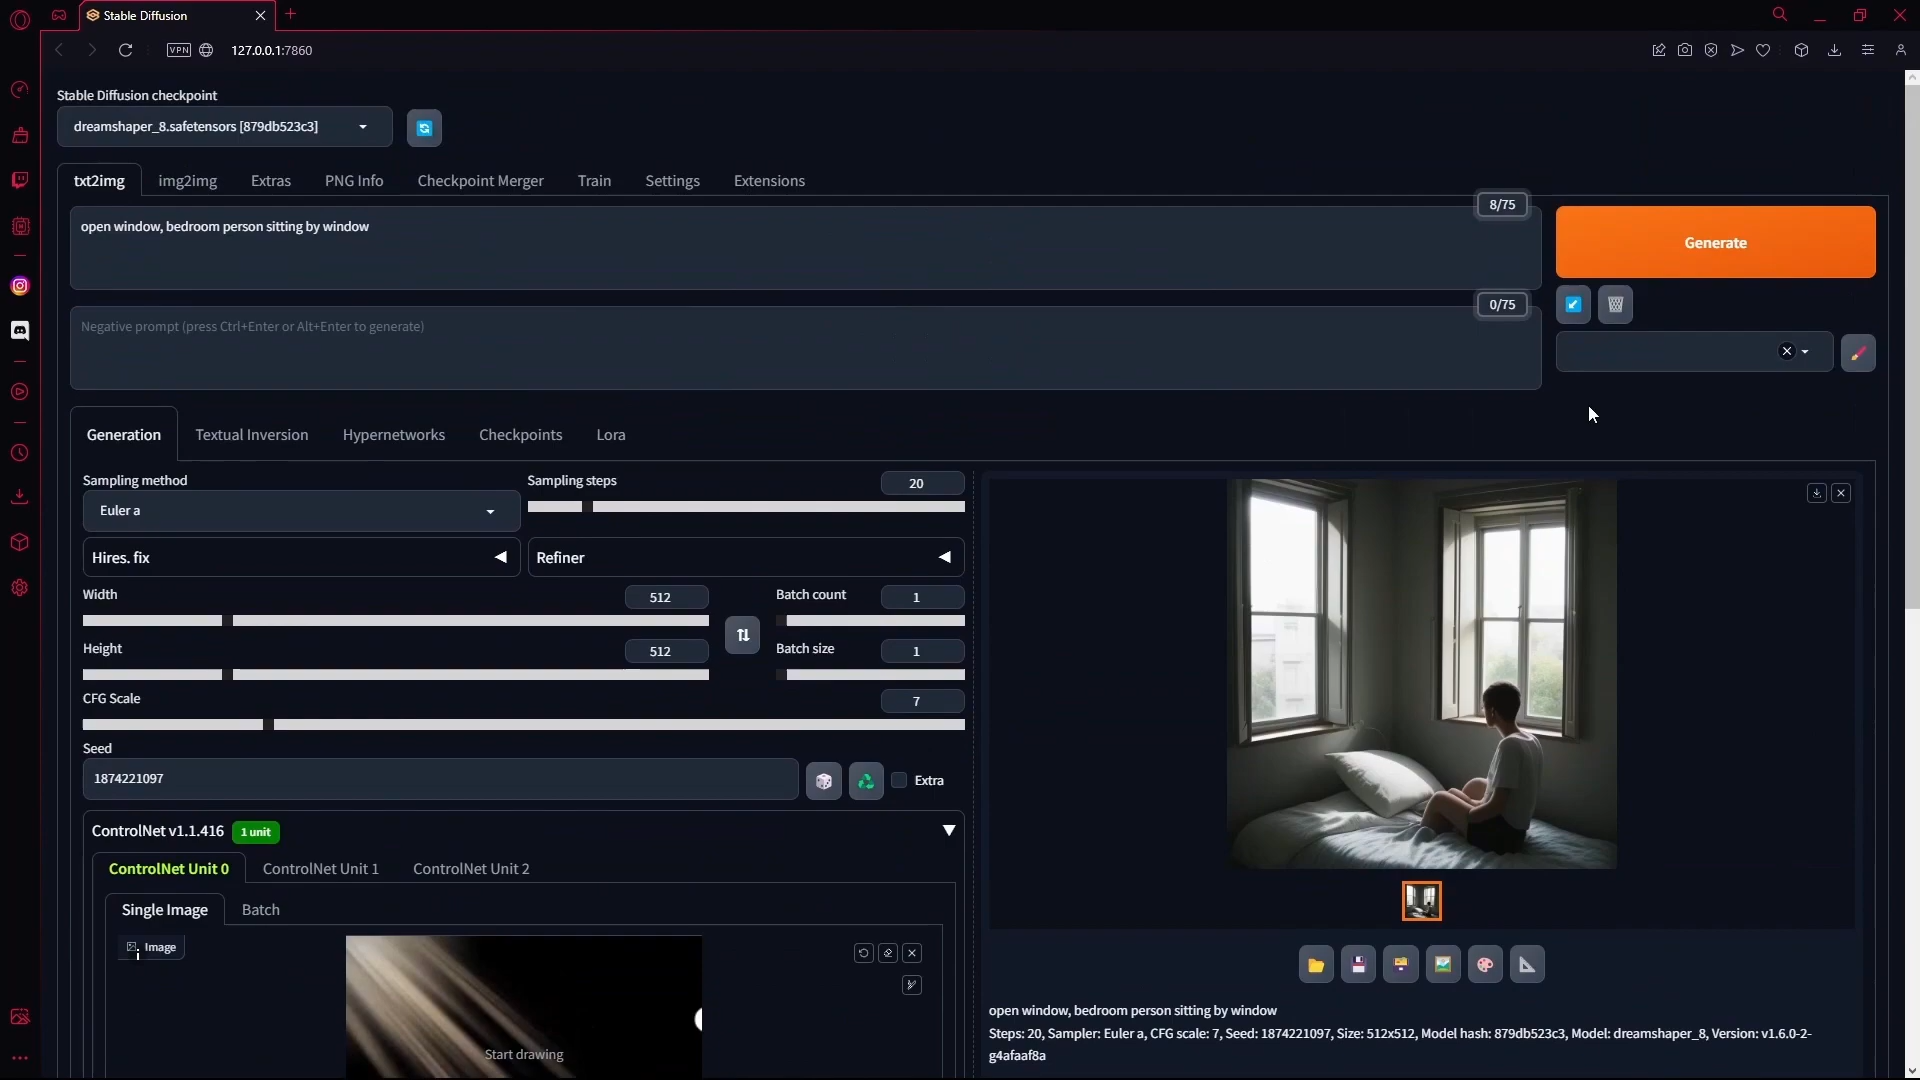 Stable Diffusion
VPN
127.0.0.1:7860
Stable Diffusion checkpoint
dreamshaper_8.safetensors [879db523c3]
txt2img
img2img
Extras
PNG Info
Checkpoint Merger
Train
Settings
Extensions
8/75
open window, bedroom person sitting by window
Generate
0/75
Negative prompt (press Ctrl+Enter or Alt+Enter to generate)
Generation
Textual Inversion
Hypernetworks
Checkpoints
Lora
Sampling method
Sampling steps
20
Euler a
Hires. fix
Refiner
Width
512
Batch count
1
Height
512
Batch size
1
CFG Scale
7
Seed
1874221097
Extra
ControlNet v1.1.416
1 unit
ControlNet Unit 0
ControlNet Unit 1
ControlNet Unit 2
Single Image
Batch
Image
Start drawing
open window, bedroom person sitting by window
Steps: 20, Sampler: Euler a, CFG scale: 7, Seed: 1874221097, Size: 512x512, Model hash: 879db523c3, Model: dreamshaper_8, Version: v1.6.0-2-
g4afaaf8a